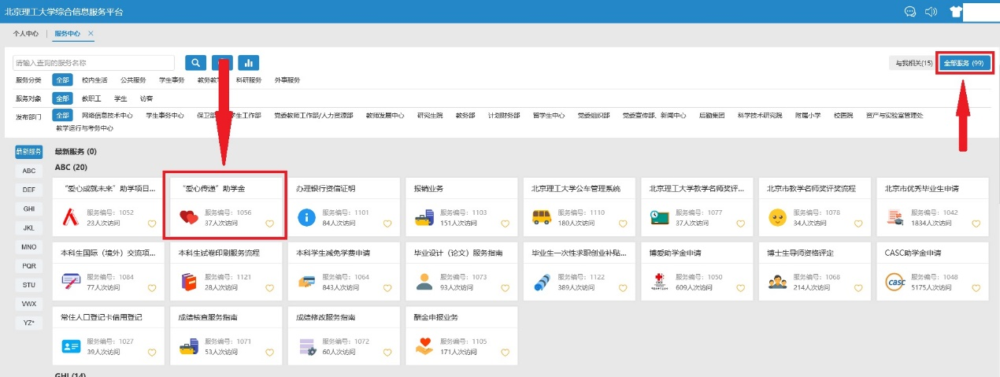 北京理工大学综合信息服务平台
个人中心 服务中心 ×
请输入查询的服务名称 与我相关(15) 全部服务 (99)
服务分类 全部 校内生活 公共服务 学生事务 教务教 科研服务 外事服务
服务对象 全部 教职工 学生 访客
发布部门 全部 网络信息技术中心 学生事务中心 保卫部 学生工作部 党委教师工作部/人力资源部 教师发展中心 研究生院 教务部 计划财务部 留学生中心 党委组织部 党委宣传部、新闻中心 后勤集团 科学技术研究院 附属小学 校医院 资产与实验室管理处
教学运行与考务中心
最新服务 最新服务 (0)
ABC ABC (20)
DEF
GHI
JKL
MNO
PQR
STU
VWX
YZ*
“爱心成就未来”助学项目... “爱心传递”助学金 办理银行资信证明 报销业务 北京理工大学公车管理系统 北京理工大学教学名师奖评... 北京市教学名师奖评奖流程 北京市优秀毕业生申请
服务编号：1052 服务编号：1056 服务编号：1101 服务编号：1103 服务编号：1110 服务编号：1077 服务编号：1078 服务编号：1042
23人次访问 37人次访问 84人次访问 151人次访问 180人次访问 37人次访问 34人次访问 1834人次访问
本科生国际（境外）交流项... 本科生试卷印刷服务流程 本科学生减免学费申请 毕业设计（论文）服务指南 毕业生一次性求职创业补贴... 博爱助学金申请 博士生导师资格评定 CASC助学金申请
服务编号：1084 服务编号：1121 服务编号：1064 服务编号：1073 服务编号：1122 服务编号：1050 服务编号：1068 casc 服务编号：1048
77人次访问 28人次访问 843人次访问 93人次访问 389人次访问 609人次访问 214人次访问 5175人次访问
常住人口登记卡借用登记 成绩核查服务指南 成绩修改服务指南 酬金申报业务
服务编号：1027 服务编号：1071 服务编号：1072 服务编号：1105
39人次访问 53人次访问 60人次访问 171人次访问
GHI (14)